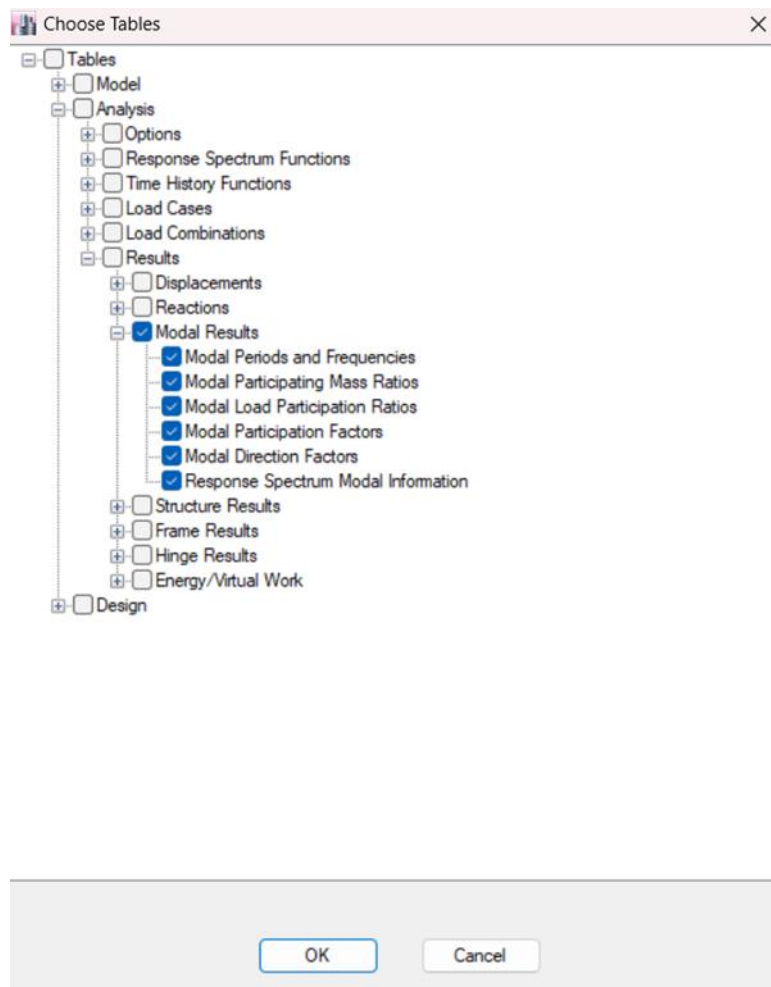 Choose Tables
Tables
Model
Analysis
Options
Response Spectrum Functions
Time History Functions
Load Cases
Load Combinations
Results
Displacements
Reactions
Modal Results
Modal Periods and Frequencies
Modal Participating Mass Ratios
Modal Load Participation Ratios
Modal Participation Factors
Modal Direction Factors
Response Spectrum Modal Information
Structure Results
Frame Results
Hinge Results
Energy/Virtual Work
Design
OK Cancel